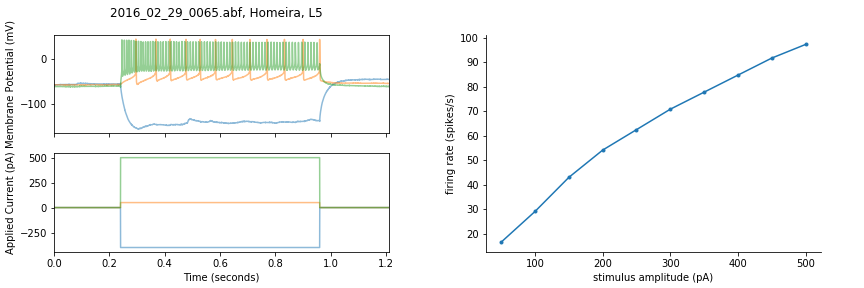 2016_02_29_0065.abf, Homeira, L5
Membrane Potential (mV)
0
−100
Applied Current (pA)
500
250
0
−250
0.0 0.2 0.4 0.6 0.8 1.0 1.2
Time (seconds)
firing rate (spikes/s)
100
90
80
70
60
50
40
30
20
100 200 300 400 500
stimulus amplitude (pA)